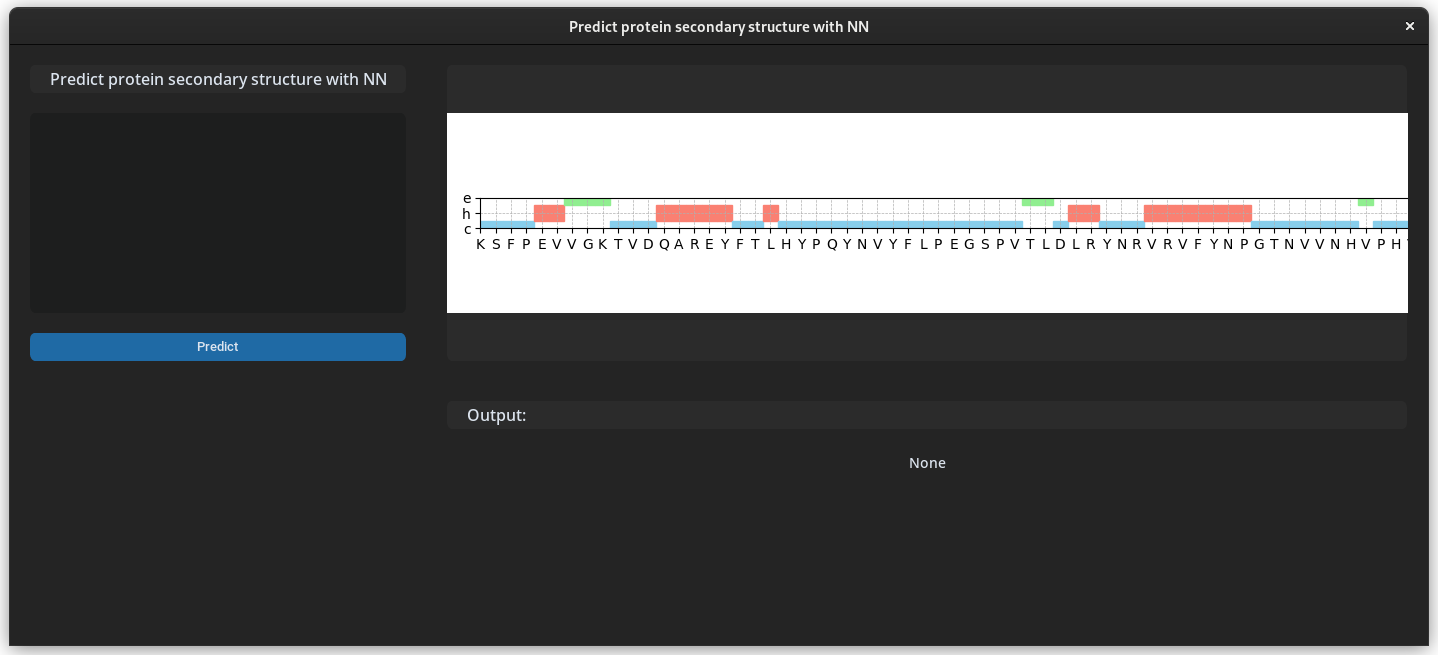 Predict protein secondary structure with NN
Predict protein secondary structure with NN
Predict
e
h
c
K S F P E V V G K T V D Q A R E Y F T L H Y P Q Y N V Y F L P E G S P V T L D L R Y N R V R V F Y N P G T N V V N H V P H
Output:
None